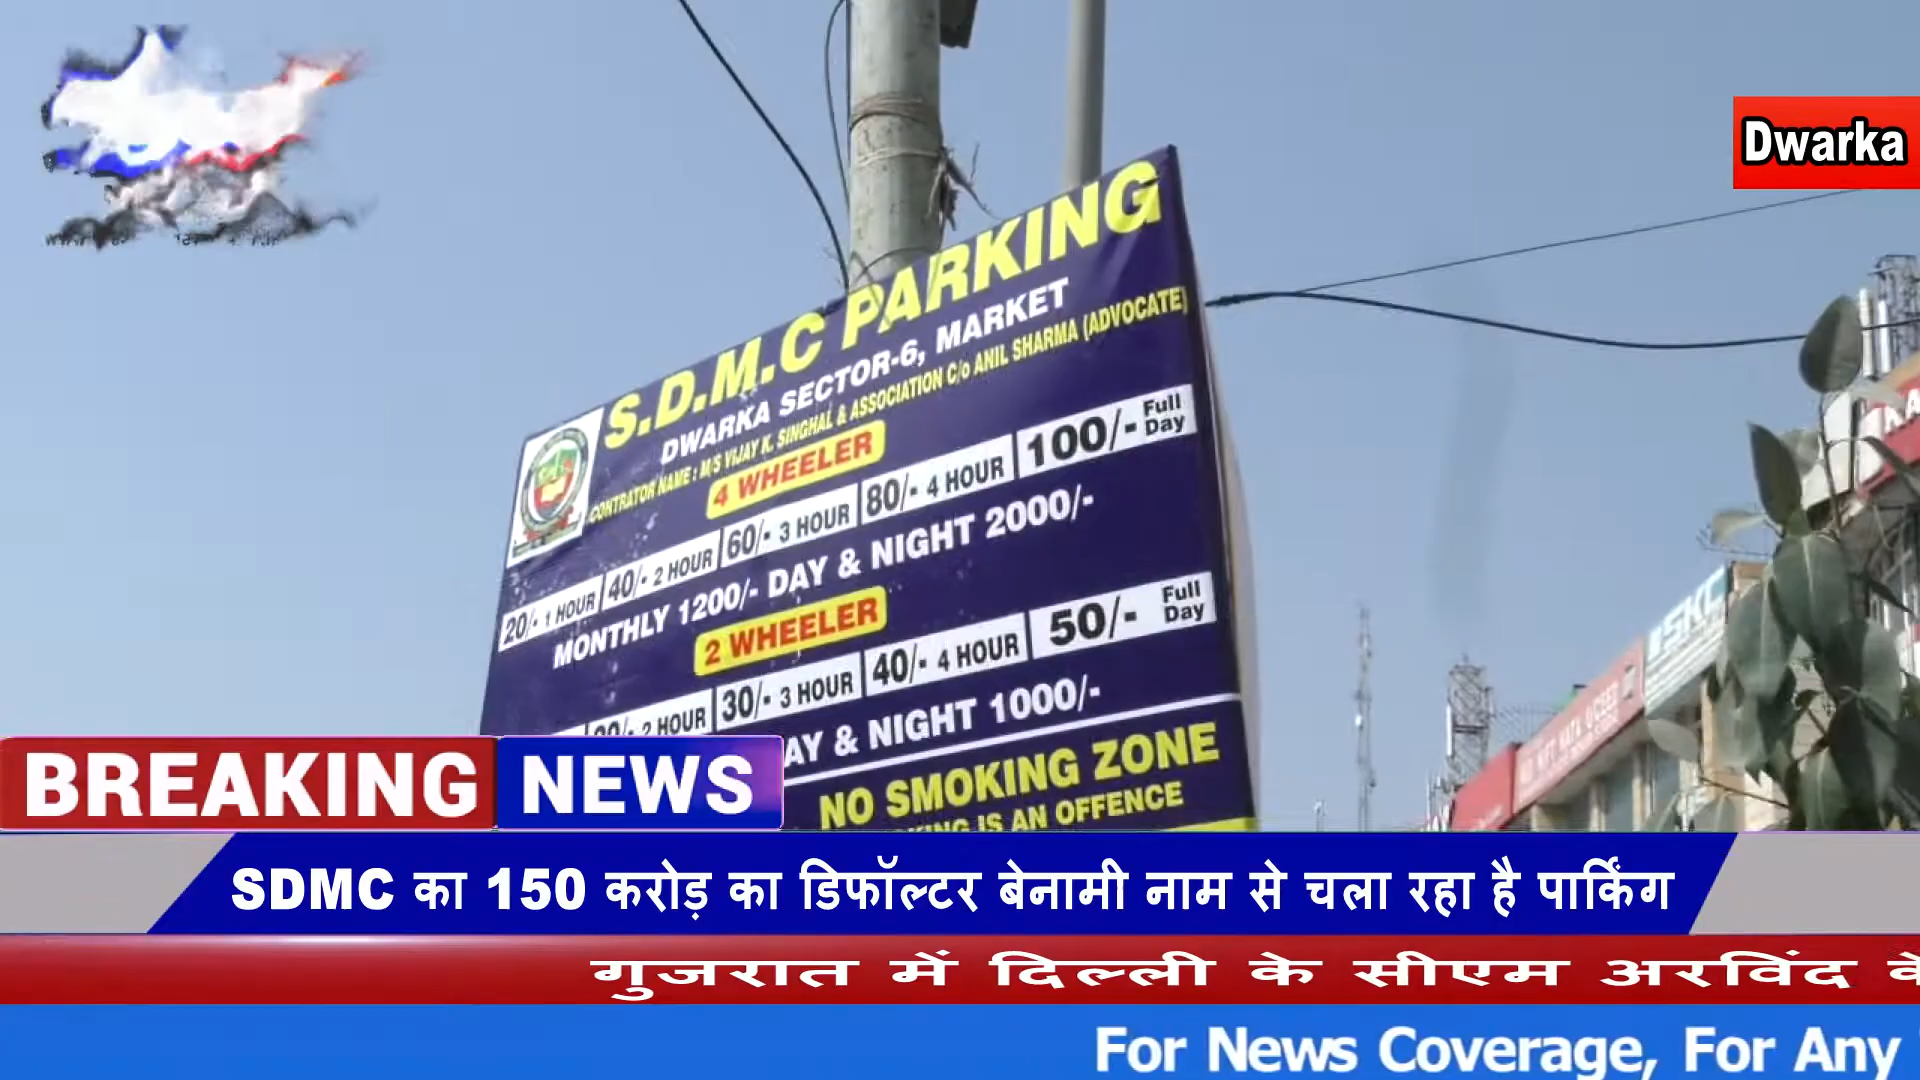 Dwarka
S.D.M.C PARKING
DWARKA SECTOR-6, MARKET
CONTRATOR NAME : M/S VIJAY K. SINGHAL & ASSOCIATION C/o ANIL SHARMA (ADVOCATE)
4 WHEELER
20/- 1 HOUR 40/- 2 HOUR 60/- 3 HOUR 80/- 4 HOUR 100/- Full Day
MONTHLY 1200/- DAY & NIGHT 2000/-
2 WHEELER
2 HOUR 30/- 3 HOUR 40/- 4 HOUR 50/- Full Day
& NIGHT 1000/-
NO SMOKING ZONE
IS AN OFFENCE
SKC
BREAKING NEWS
SDMC का 150 करोड़ का डिफॉल्टर बेनामी नाम से चला रहा है पार्किंग
गुजरात में दिल्ली के सीएम अरविंद
For News Coverage, For Any